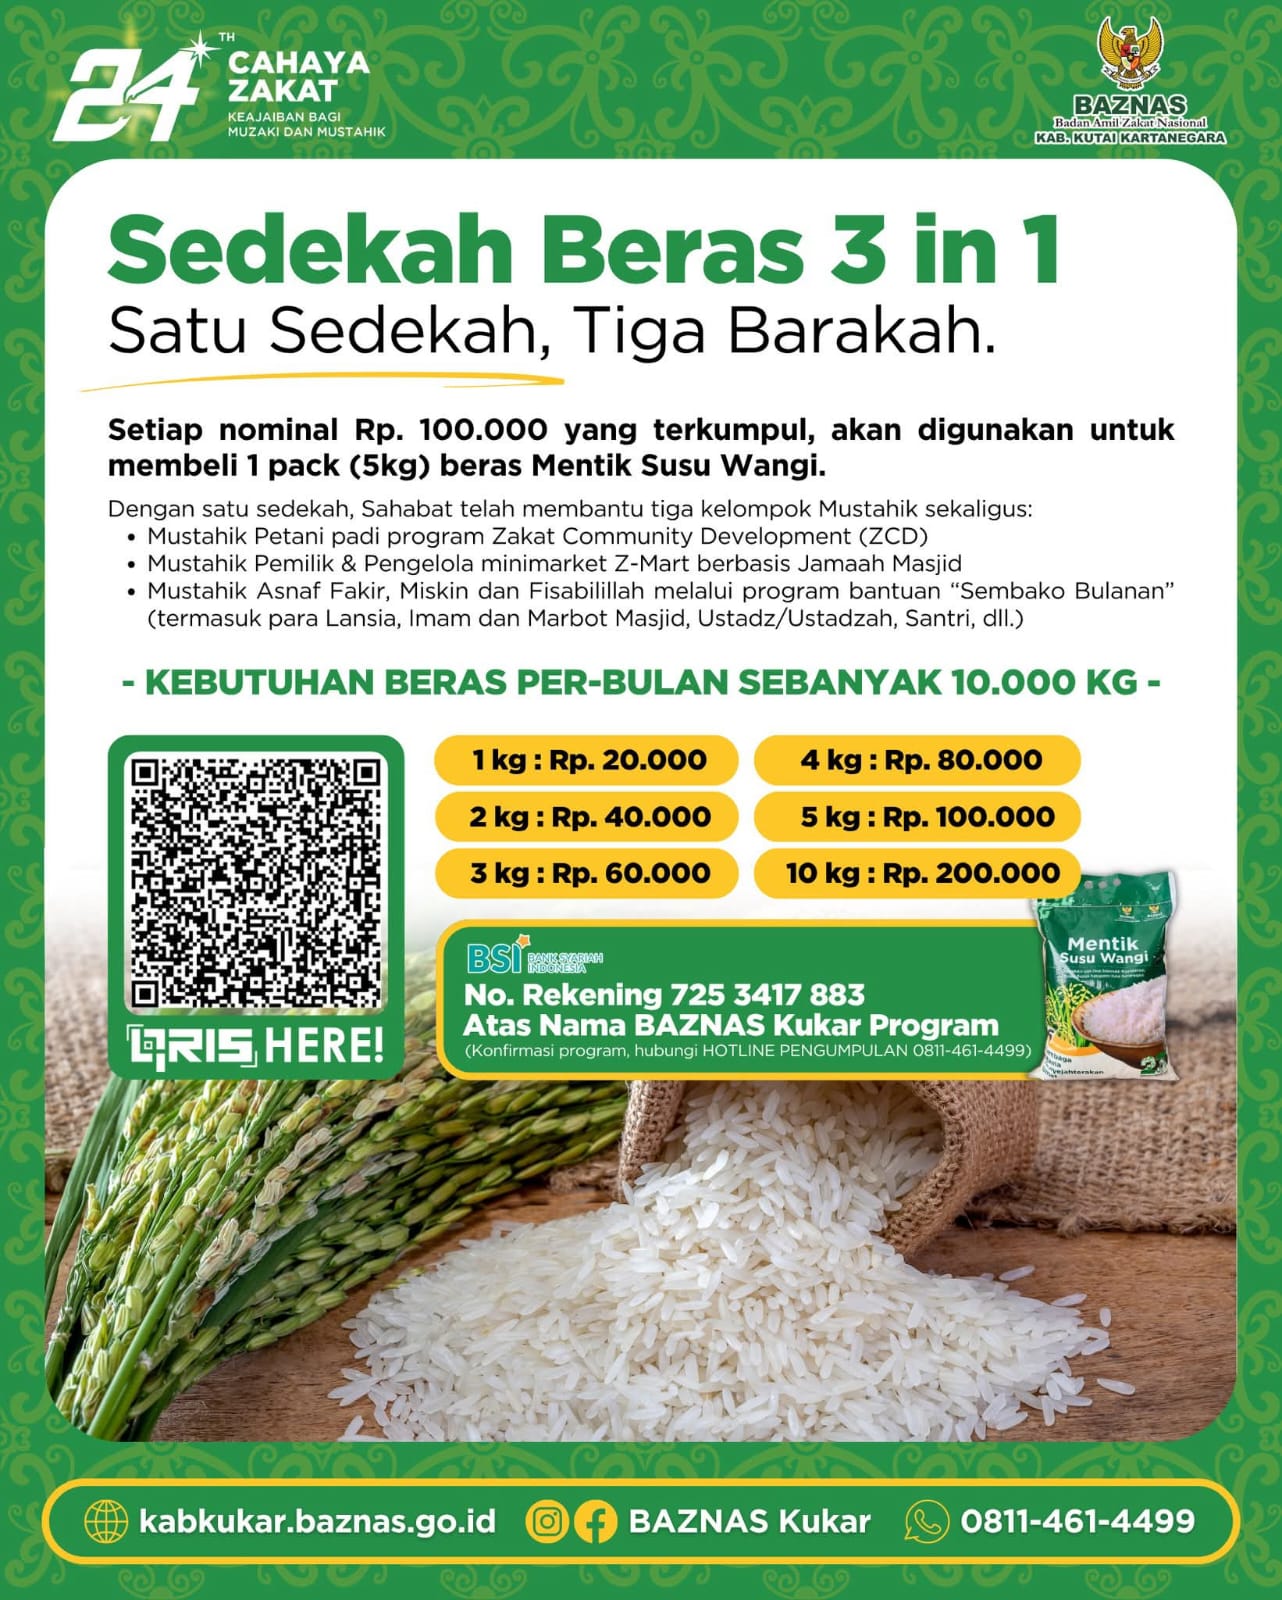 24 TH
CAHAYA
ZAKAT
KEAJAIBAN BAGI
MUZAKI DAN MUSTAHIK
BAZNAS
Badan Amil Zakat Nasional
KAB. KUTAI KARTANEGARA
Sedekah Beras 3 in 1
Satu Sedekah, Tiga Barakah.
Setiap nominal Rp. 100.000 yang terkumpul, akan digunakan untuk
membeli 1 pack (5kg) beras Mentik Susu Wangi.
Dengan satu sedekah, Sahabat telah membantu tiga kelompok Mustahik sekaligus:
• Mustahik Petani padi program Zakat Community Development (ZCD)
• Mustahik Pemilik & Pengelola minimarket Z-Mart berbasis Jamaah Masjid
• Mustahik Asnaf Fakir, Miskin dan Fisabilillah melalui program bantuan “Sembako Bulanan”
(termasuk para Lansia, Imam dan Marbot Masjid, Ustadz/Ustadzah, Santri, dll.)
- KEBUTUHAN BERAS PER-BULAN SEBANYAK 10.000 KG -
1 kg : Rp. 20.000
2 kg : Rp. 40.000
3 kg : Rp. 60.000
4 kg : Rp. 80.000
5 kg : Rp. 100.000
10 kg : Rp. 200.000
QRIS HERE!
BSI BANK SYARIAH
INDONESIA
No. Rekening 725 3417 883
Atas Nama BAZNAS Kukar Program
(Konfirmasi program, hubungi HOTLINE PENGUMPULAN 0811-461-4499)
Mentik
Susu Wangi
kabkukar.baznas.go.id
BAZNAS Kukar
0811-461-4499